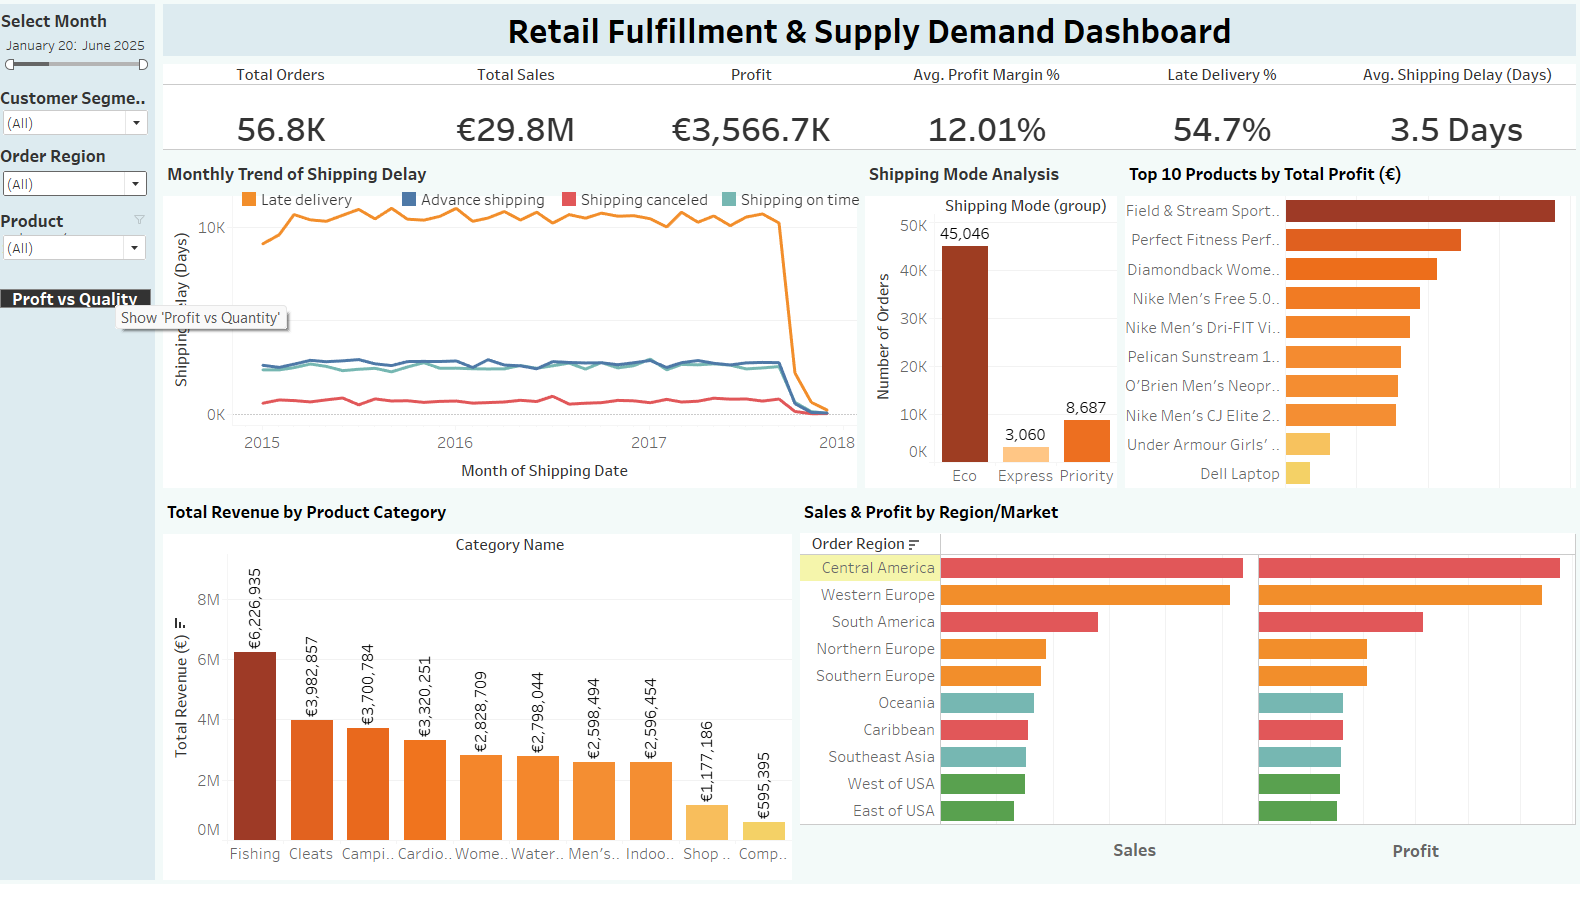 Select Month
January 20: June 2025
Customer Segme..
(All)
Order Region
(All)
Product
(All)
Proft vs Quality
Show 'Profit vs Quantity'
Retail Fulfillment & Supply Demand Dashboard
Total Orders
Total Sales
Profit
Avg. Profit Margin %
Late Delivery %
Avg. Shipping Delay (Days)
56.8K
€29.8M
€3,566.7K
12.01%
54.7%
3.5 Days
Monthly Trend of Shipping Delay
Late delivery
Advance shipping
Shipping canceled
Shipping on time
10K
0K
2015
2016
2017
2018
Month of Shipping Date
Shipping Mode Analysis
Shipping Mode (group)
Number of Orders
50K
40K
30K
20K
10K
0K
45,046
3,060
8,687
Eco
Express
Priority
Top 10 Products by Total Profit (€)
Field & Stream Sport..
Perfect Fitness Perf..
Diamondback Wome..
Nike Men's Free 5.0..
Nike Men's Dri-FIT Vi..
Pelican Sunstream 1..
O'Brien Men's Neopr..
Nike Men's CJ Elite 2..
Under Armour Girls' ..
Dell Laptop
Total Revenue by Product Category
Category Name
Total Revenue (€)
8M
6M
4M
2M
0M
€6,226,935
€3,982,857
€3,700,784
€3,320,251
€2,828,709
€2,798,044
€2,598,494
€2,596,454
€1,177,186
€595,395
Fishing
Cleats
Campi..
Cardio..
Wome..
Water..
Men's..
Indoo..
Shop ..
Comp..
Sales & Profit by Region/Market
Order Region
Central America
Western Europe
South America
Northern Europe
Southern Europe
Oceania
Caribbean
Southeast Asia
West of USA
East of USA
Sales
Profit